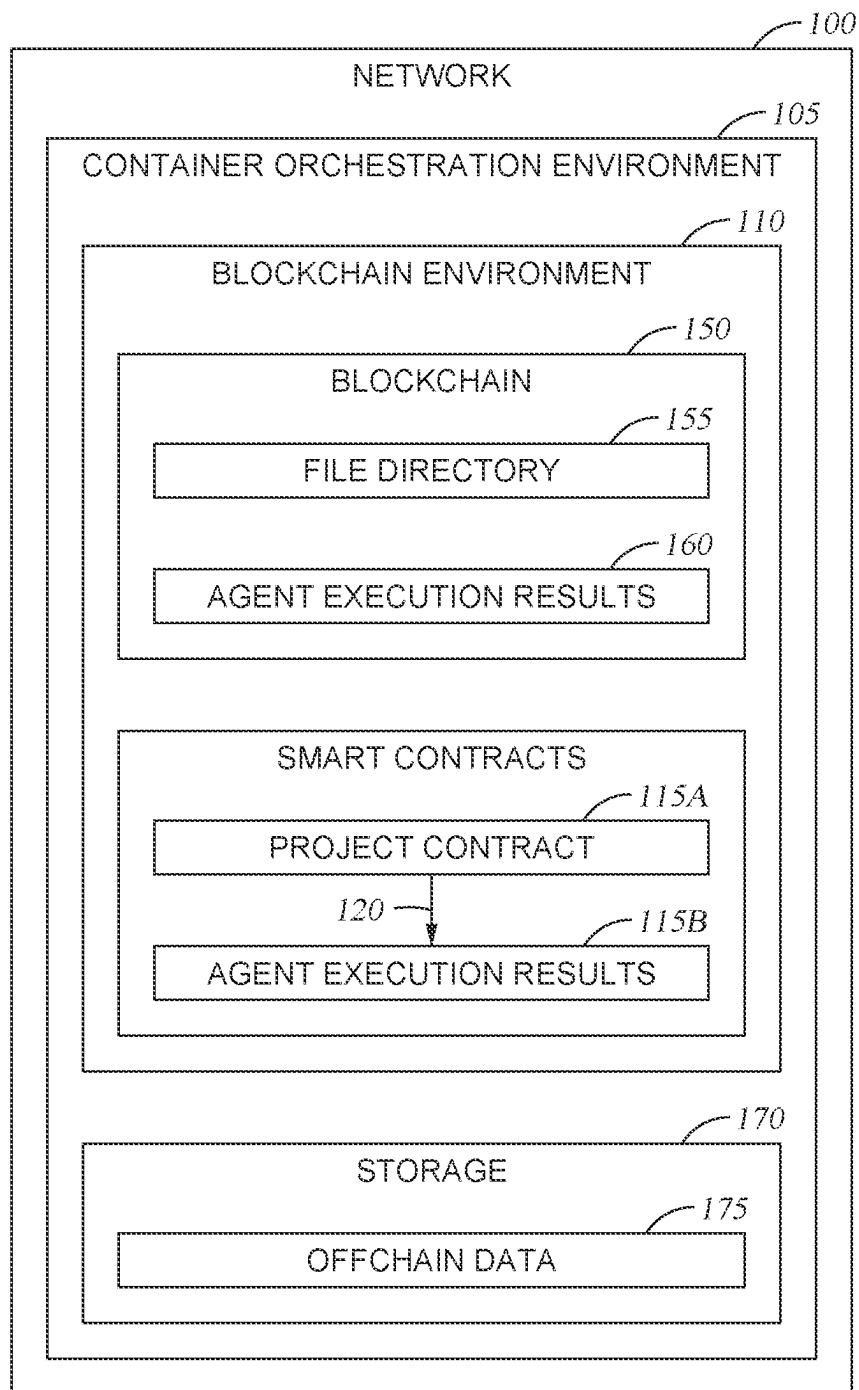 100
NETWORK
105
CONTAINER ORCHESTRATION ENVIRONMENT
110
BLOCKCHAIN ENVIRONMENT
150
BLOCKCHAIN
155
FILE DIRECTORY
160
AGENT EXECUTION RESULTS
SMART CONTRACTS
115A
PROJECT CONTRACT
120
115B
AGENT EXECUTION RESULTS
170
STORAGE
175
OFFCHAIN DATA